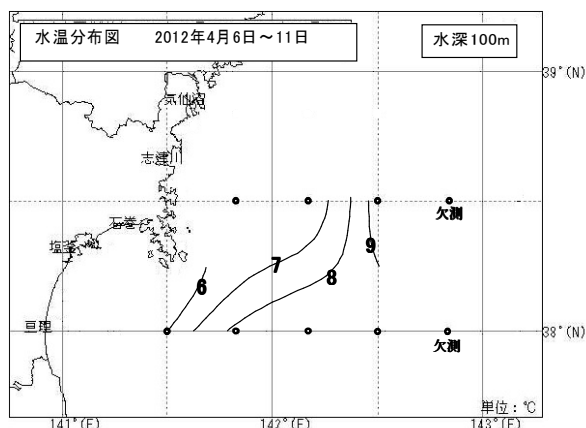 水温分布図 2012年4月6日～11日
水深100m
39°(N)
気仙沼
志津川
石巻
塩釜
亘理
6
7
8
9
欠測
欠測
38°(N)
単位：℃
141°(E)
142°(E)
143°(E)